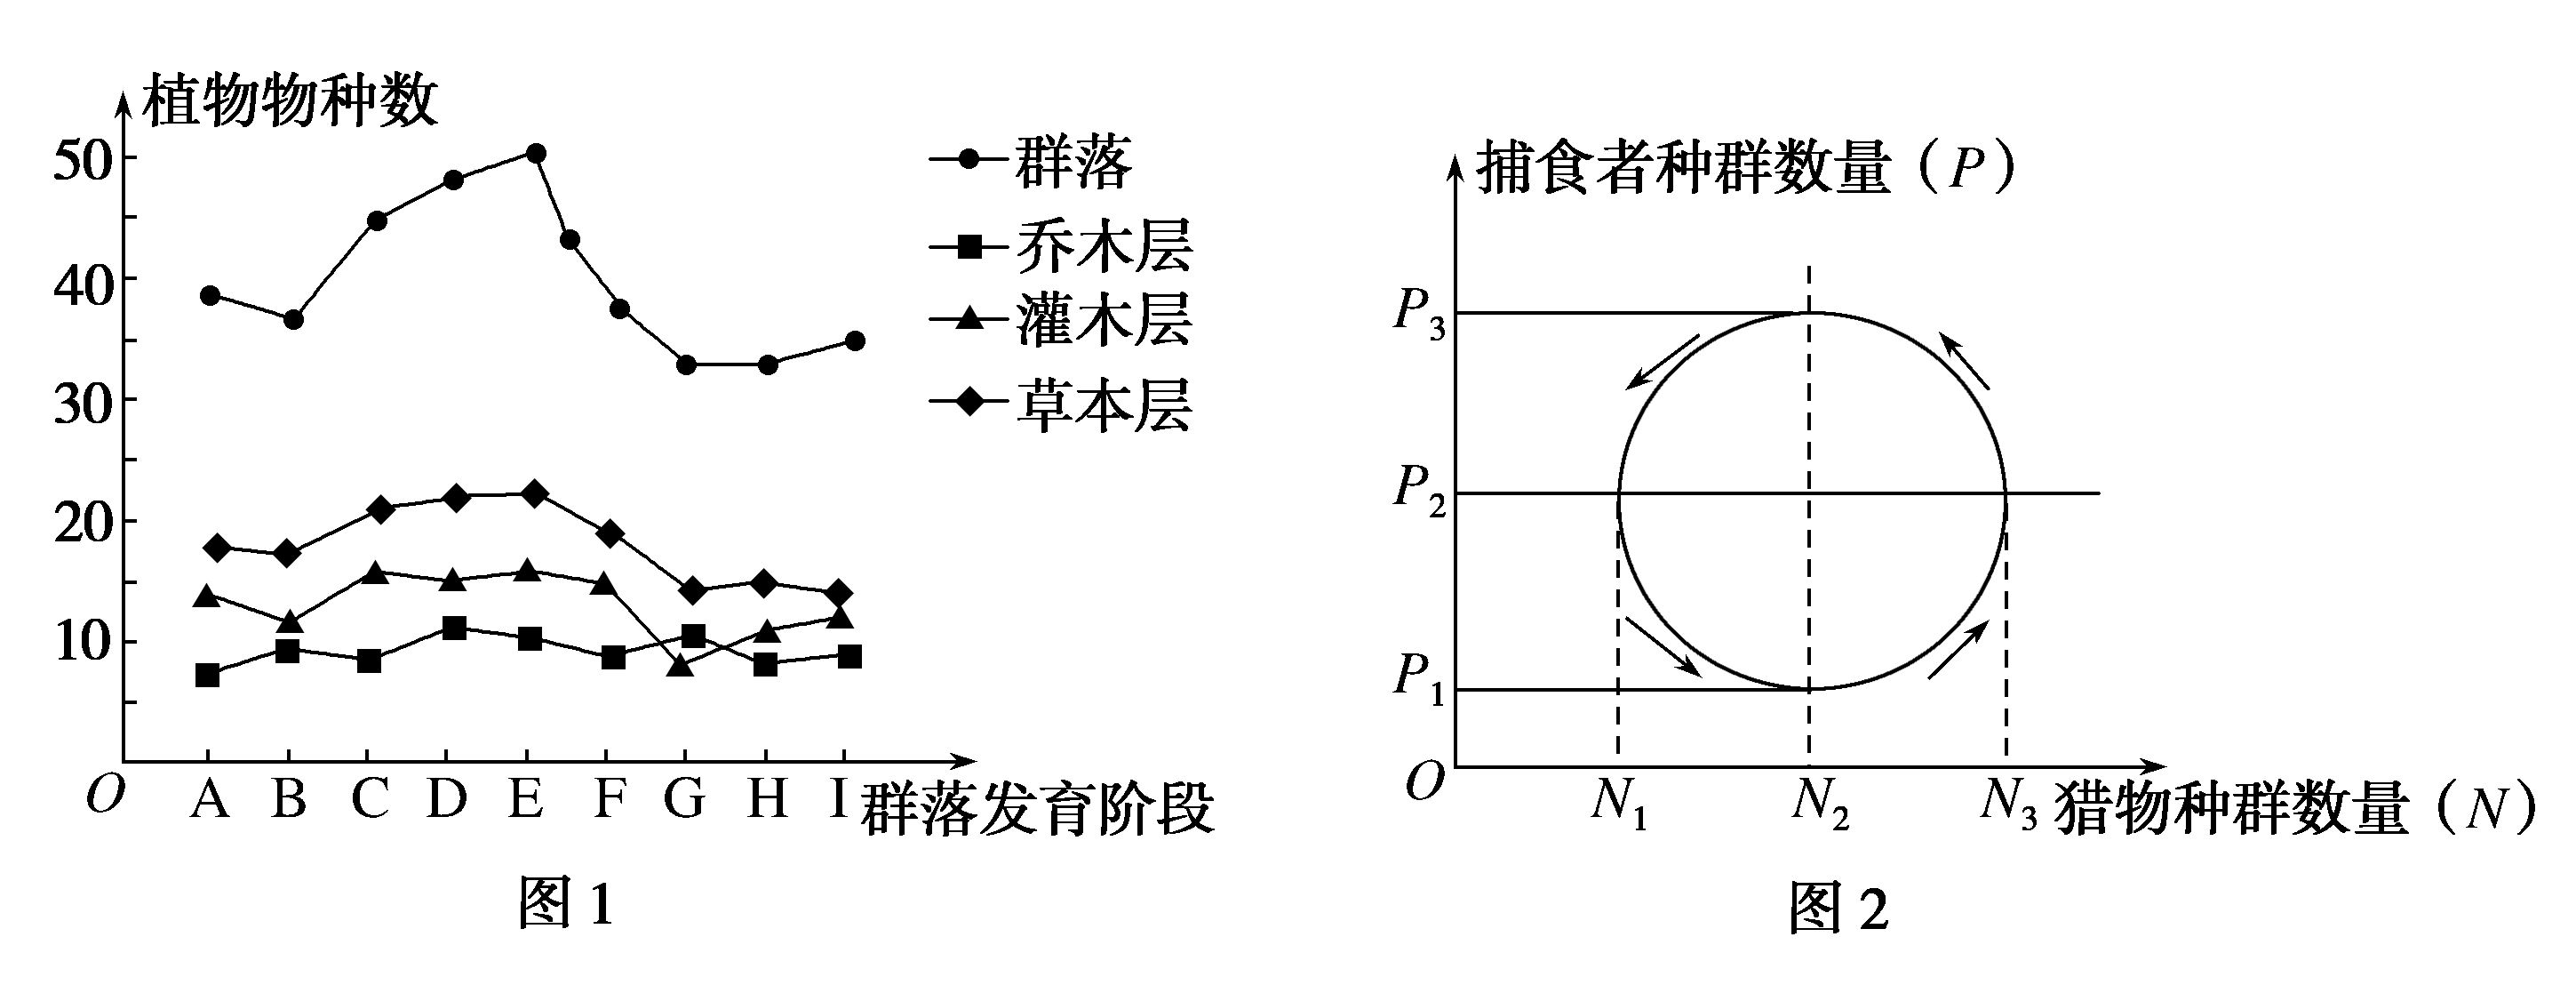 植物物种数
50
40
30
20
10
O
A B C D E F G H I
群落发育阶段
群落
乔木层
灌木层
草本层
图 1
捕食者种群数量（P）
P3
P2
P1
O
N1 N2 N3
猎物种群数量（N）
图 2